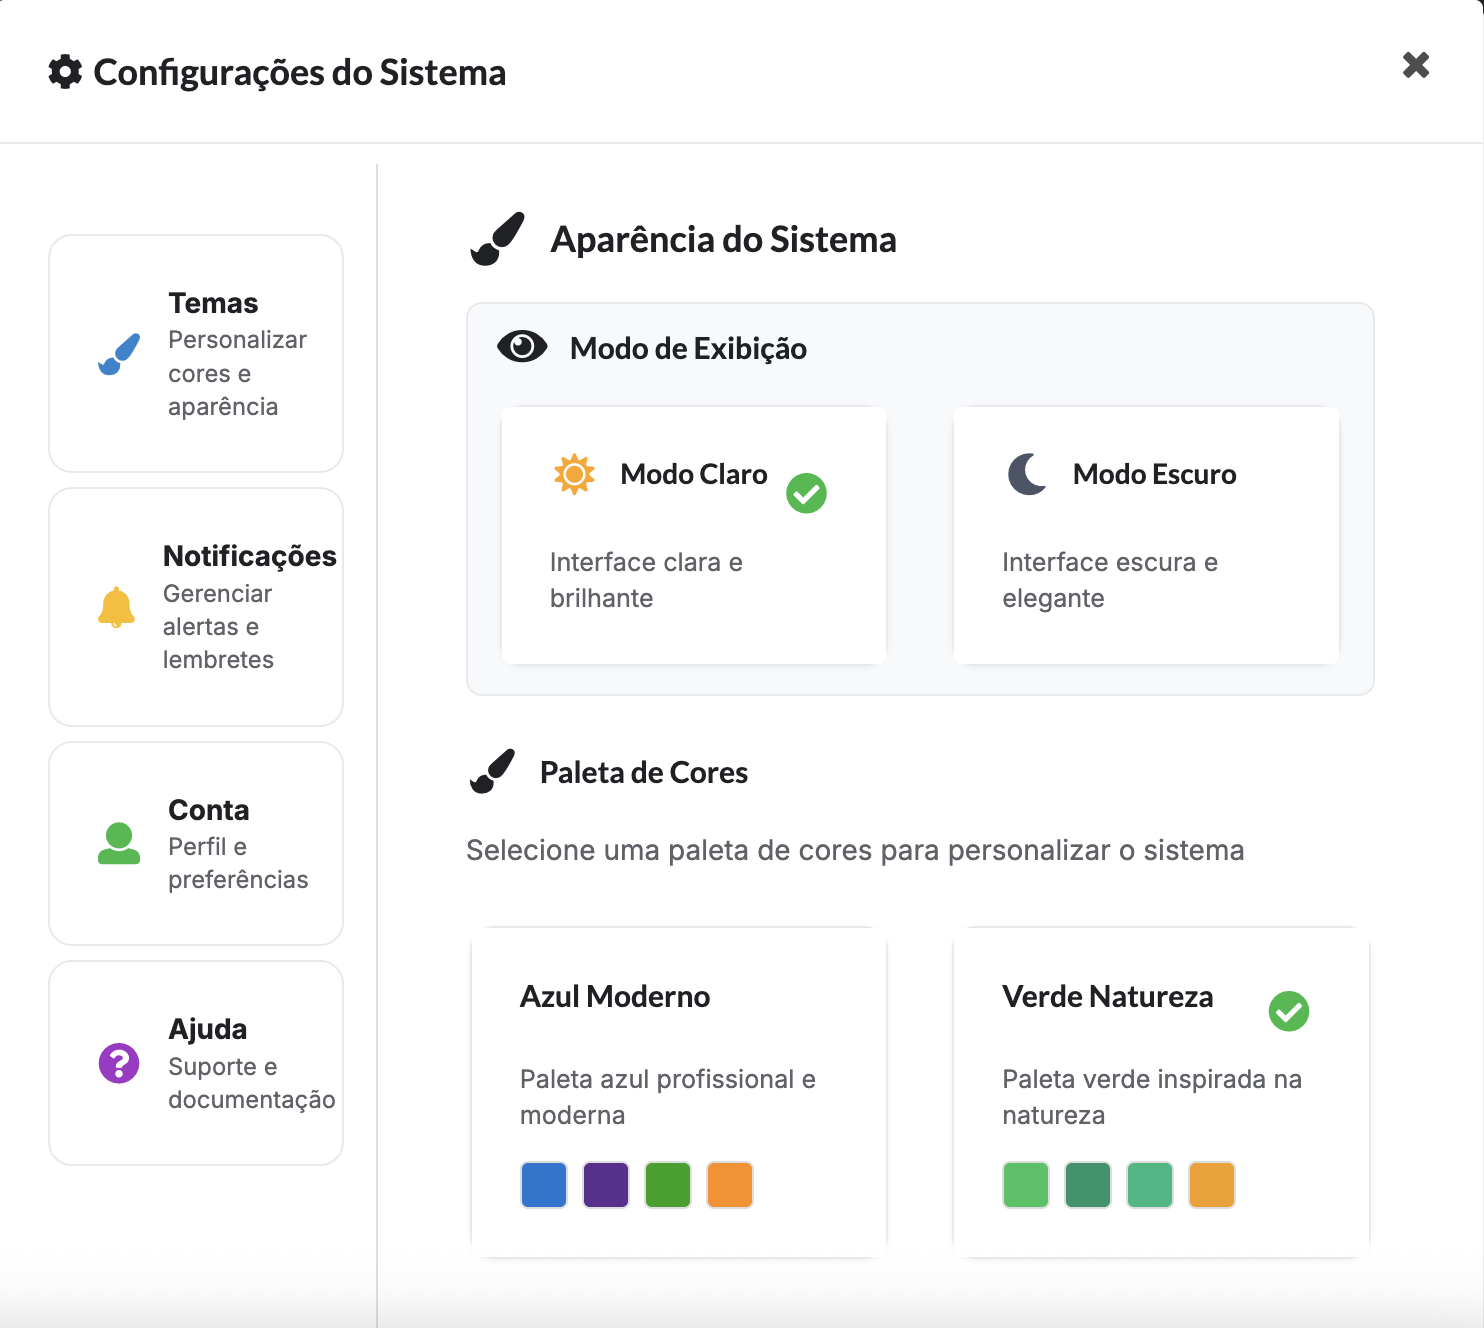 Configurações do Sistema
Temas
Personalizar
cores e
aparência
Notificações
Gerenciar
alertas e
lembretes
Conta
Perfil e
preferências
Ajuda
Suporte e
documentação
Aparência do Sistema
Modo de Exibição
Modo Claro
Interface clara e
brilhante
Modo Escuro
Interface escura e
elegante
Paleta de Cores
Selecione uma paleta de cores para personalizar o sistema
Azul Moderno
Paleta azul profissional e
moderna
Verde Natureza
Paleta verde inspirada na
natureza